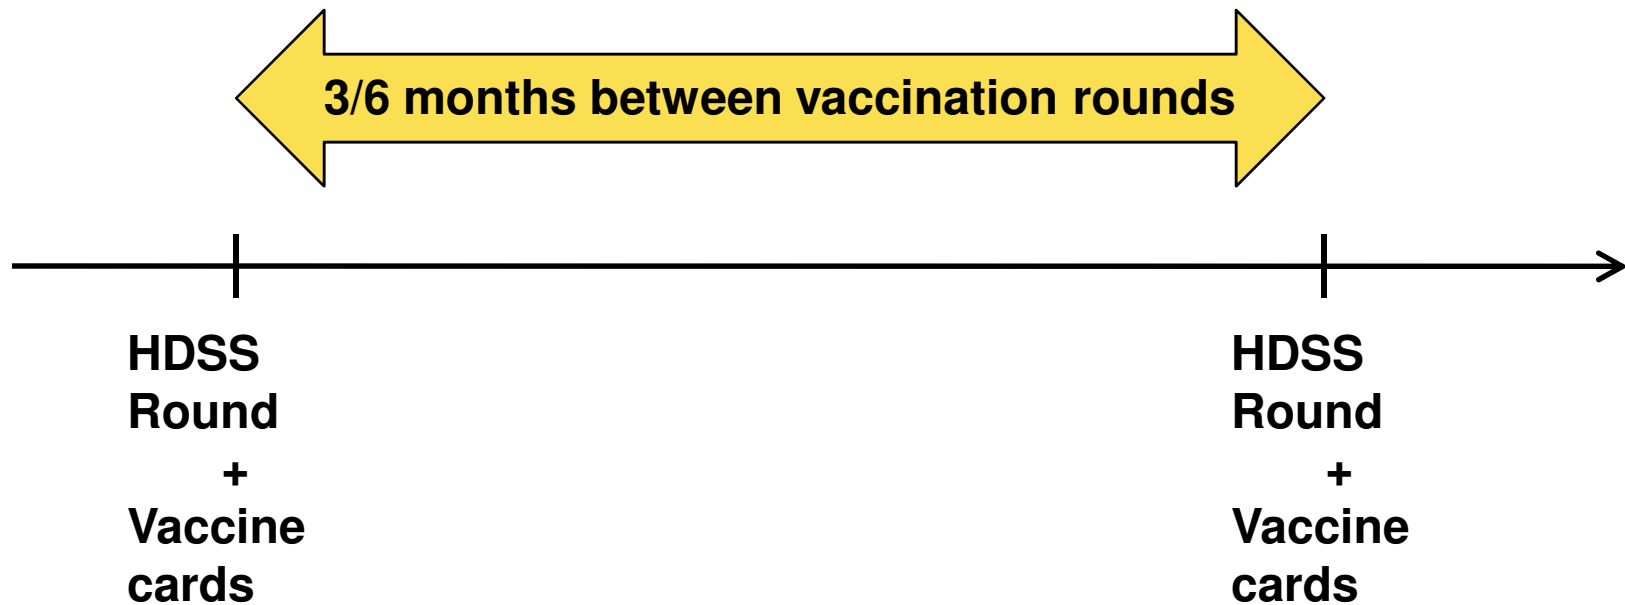 3/6 months between vaccination rounds
HDSS
Round
+
Vaccine
cards
HDSS
Round
+
Vaccine
cards